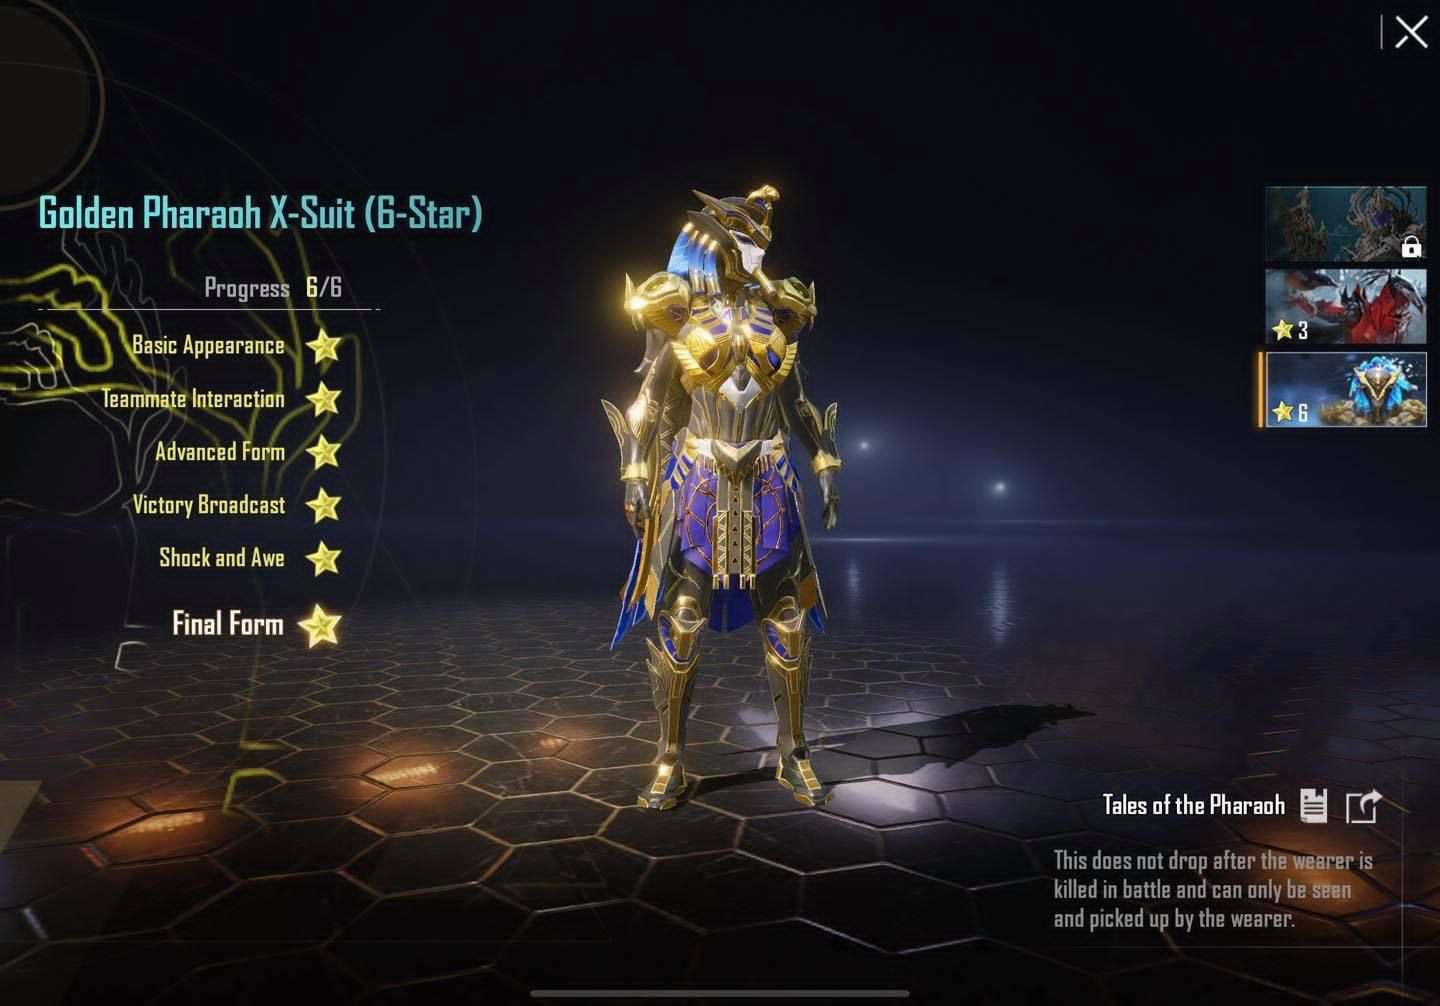 Golden Pharaoh X-Suit (6-Star)
Progress 6/6
Basic Appearance
Teammate Interaction
Advanced Form
Victory Broadcast
Shock and Awe
Final Form
3
6
Tales of the Pharaoh
This does not drop after the wearer is
killed in battle and can only be seen
and picked up by the wearer.